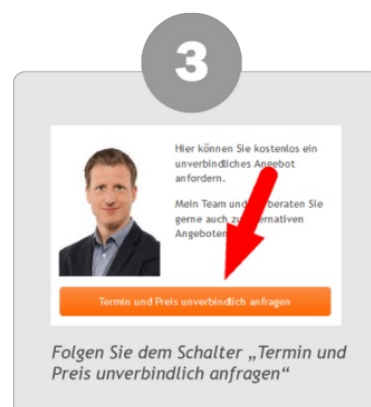 3
Hier können Sie kostenlos ein
unverbindliches Angebot
anfordern.
Mein Team und beraten Sie
gerne auch zu ernativen
Angeboten
Termin und Preis unverbindlich anfragen
Folgen Sie dem Schalter „Termin und
Preis unverbindlich anfragen“